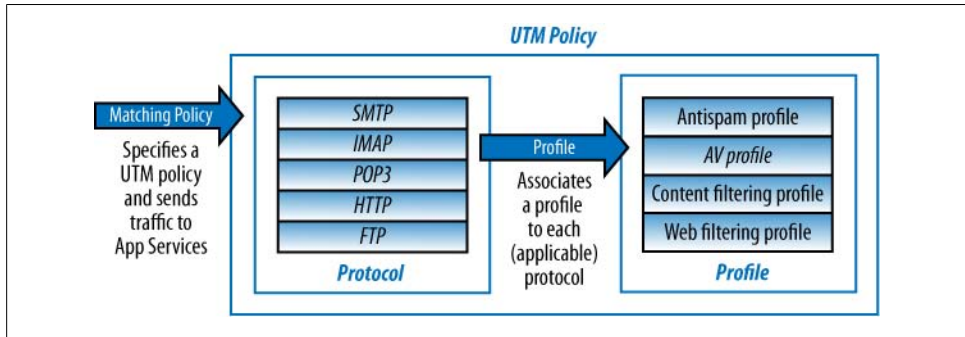 UTM Policy
Matching Policy
Specifies a
UTM policy
and sends
traffic to
App Services
SMTP
IMAP
POP3
HTTP
FTP
Protocol
Profile
Associates
a profile
to each
(applicable)
protocol
Antispam profile
AV profile
Content filtering profile
Web filtering profile
Profile